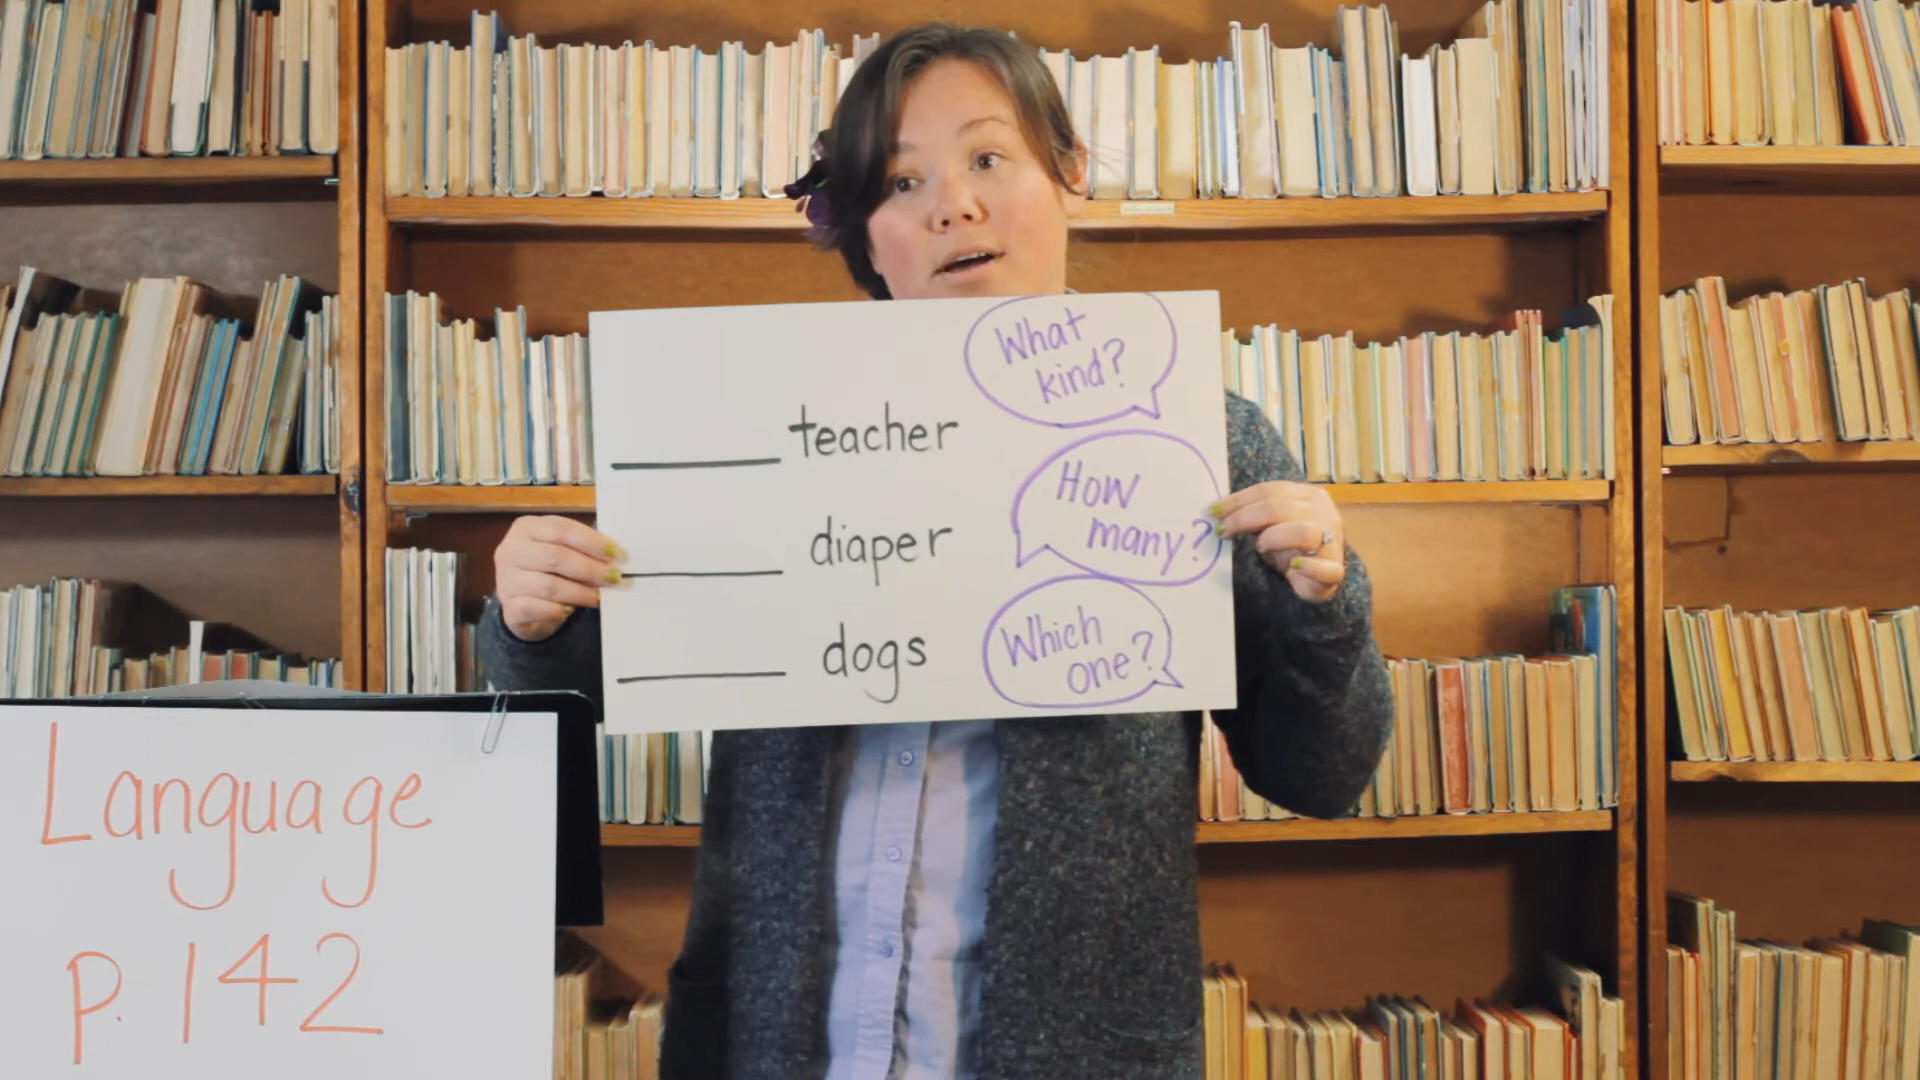 What
kind?
teacher
How
many?
diaper
Which
one?
dogs
Language
p. 142